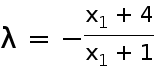 λ = −(x₁ + 4)/(x₁ + 1)